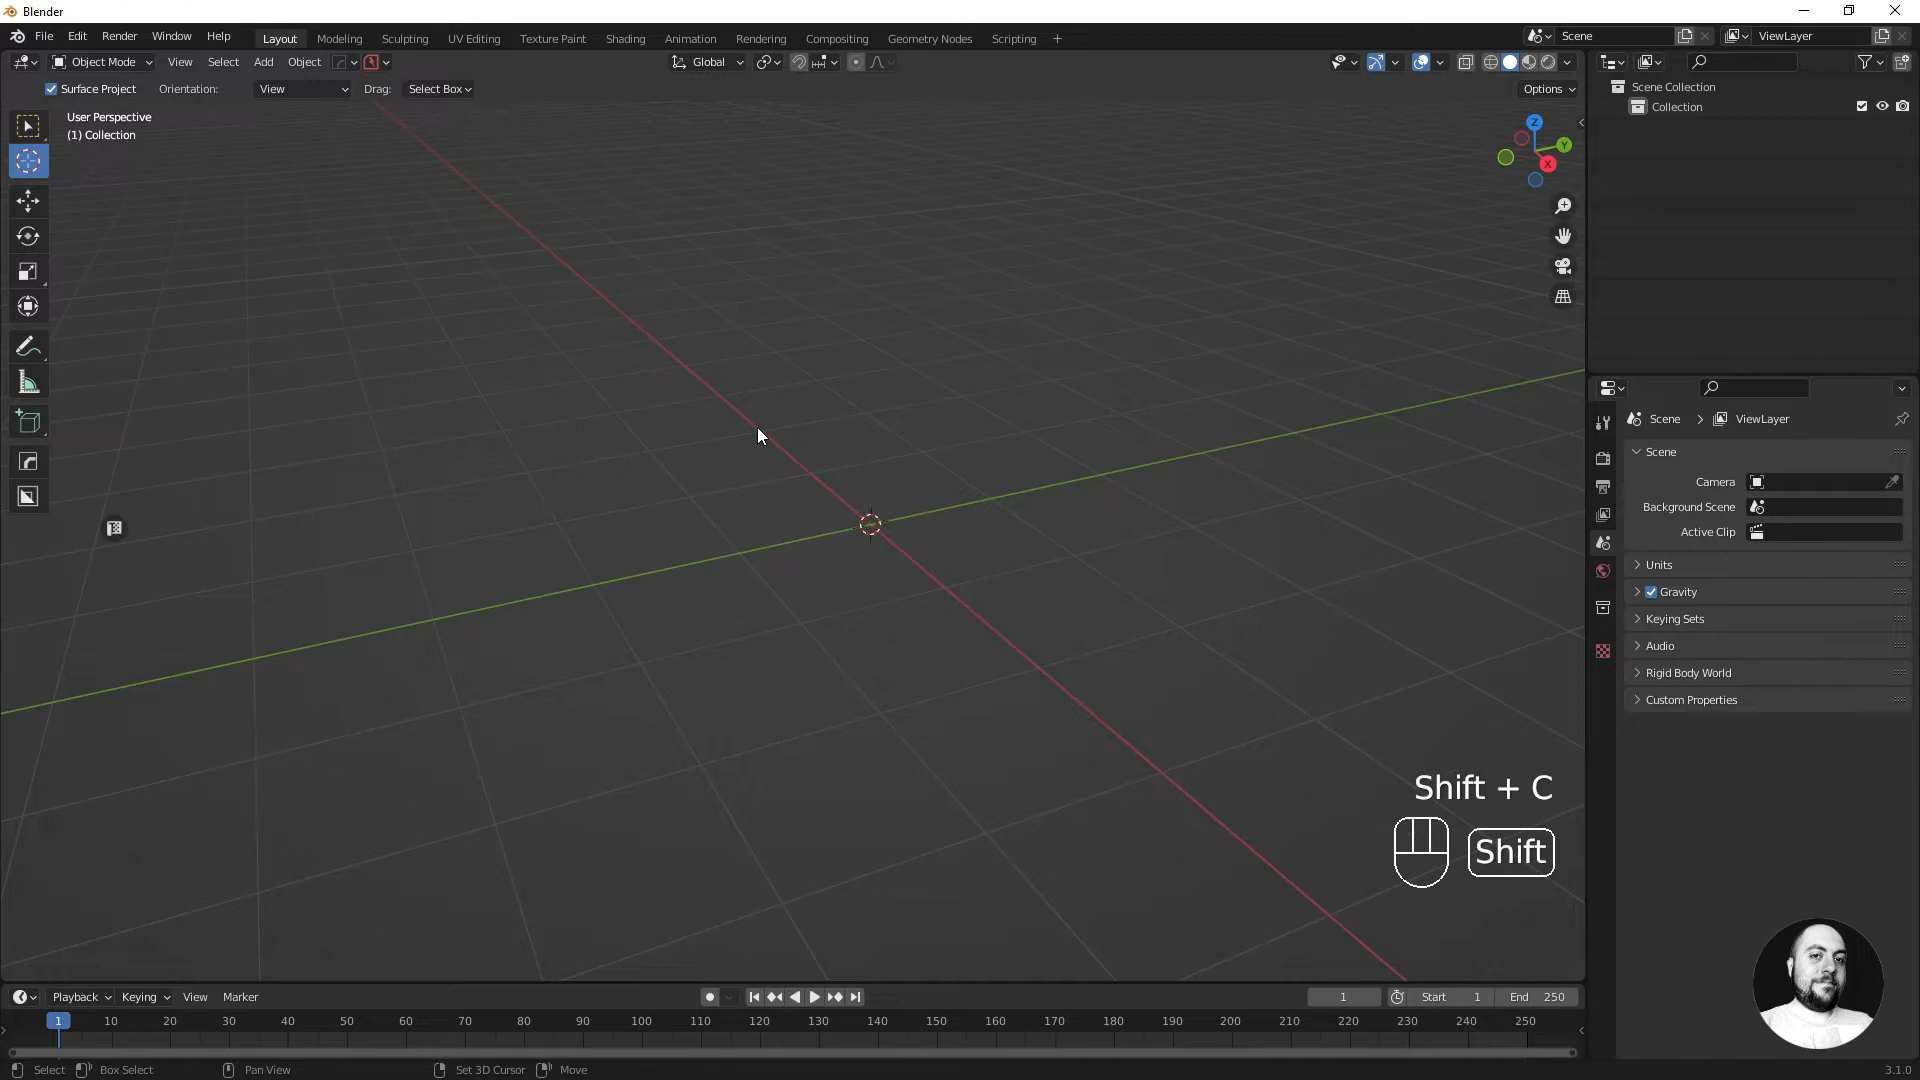 Blender
File Edit Render Window Help Layout Modeling Sculpting UV Editing Texture Paint Shading Animation Rendering Compositing Geometry Nodes Scripting + Scene ViewLayer
Object Mode View Select Add Object Global
Surface Project Orientation: View Drag: Select Box Options
User Perspective
(1) Collection
Z
Y
X
Scene Collection
Collection
Scene > ViewLayer
Scene
Camera
Background Scene
Active Clip
Units
Gravity
Keying Sets
Audio
Rigid Body World
Custom Properties
Shift + C
Shift
Playback Keying View Marker 1 Start 1 End 250
1 10 20 30 40 50 60 70 80 90 100 110 120 130 140 150 160 170 180 190 200 210 220 230 240 250
Select Box Select Pan View Set 3D Cursor Move 3.1.0